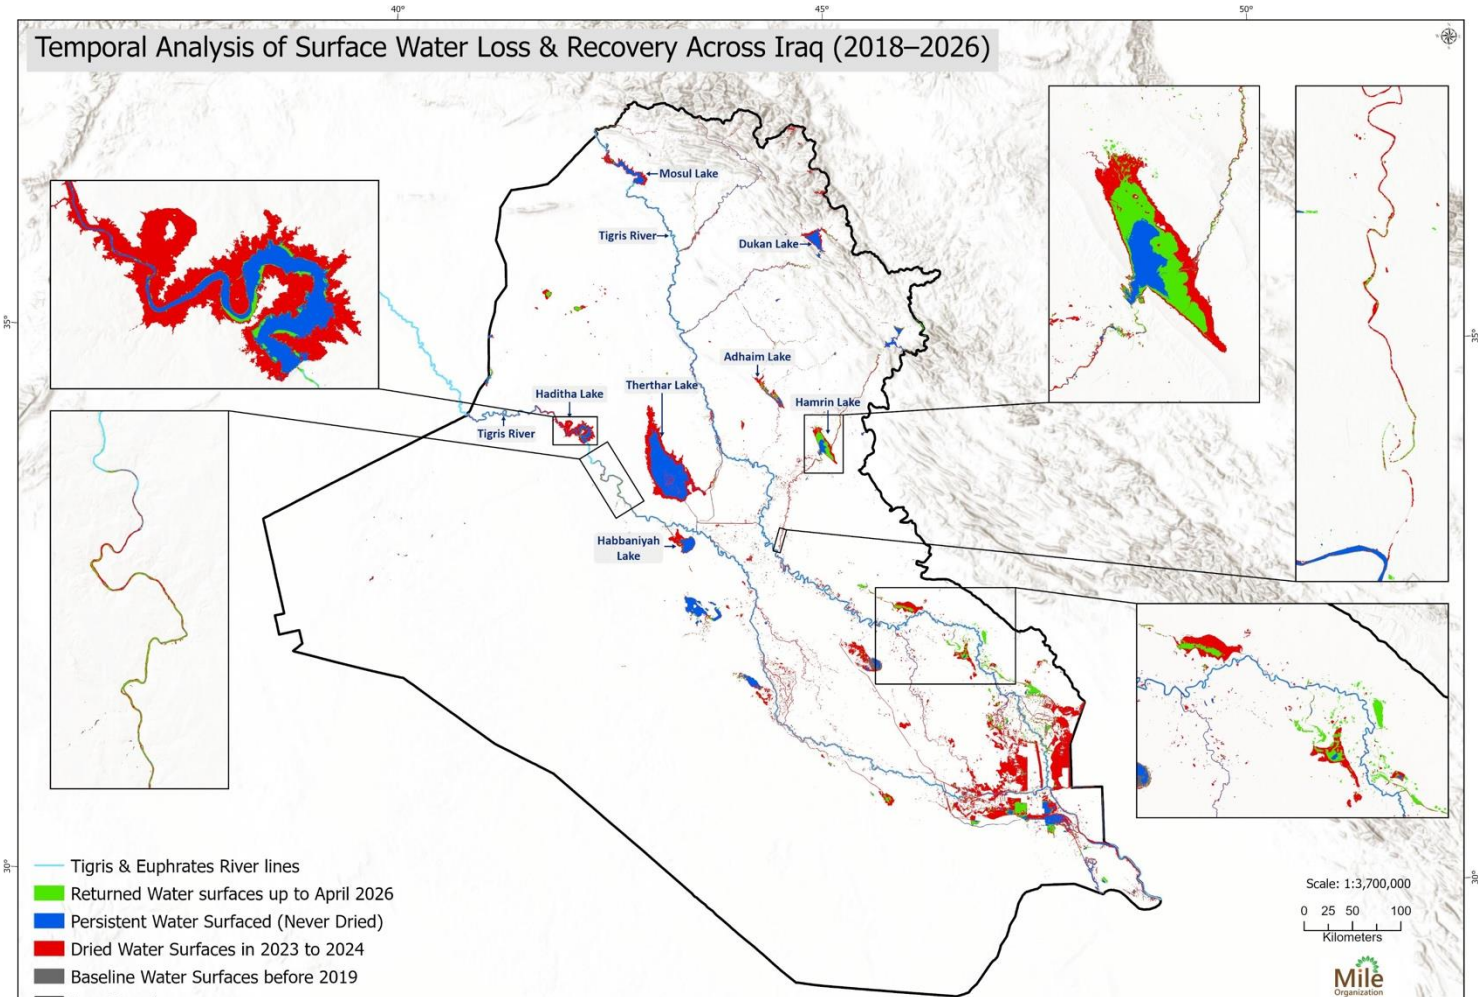 40°
45°
50°
Temporal Analysis of Surface Water Loss & Recovery Across Iraq (2018–2026)
Mosul Lake
Tigris River
Dukan Lake
35°
35°
Adhaim Lake
Therthar Lake
Haditha Lake
Hamrin Lake
Tigris River
Habbaniyah
Lake
30°
30°
Tigris & Euphrates River lines
Returned Water surfaces up to April 2026
Persistent Water Surfaced (Never Dried)
Dried Water Surfaces in 2023 to 2024
Baseline Water Surfaces before 2019
Scale: 1:3,700,000
0 25 50 100
Kilometers
Mile
Organization